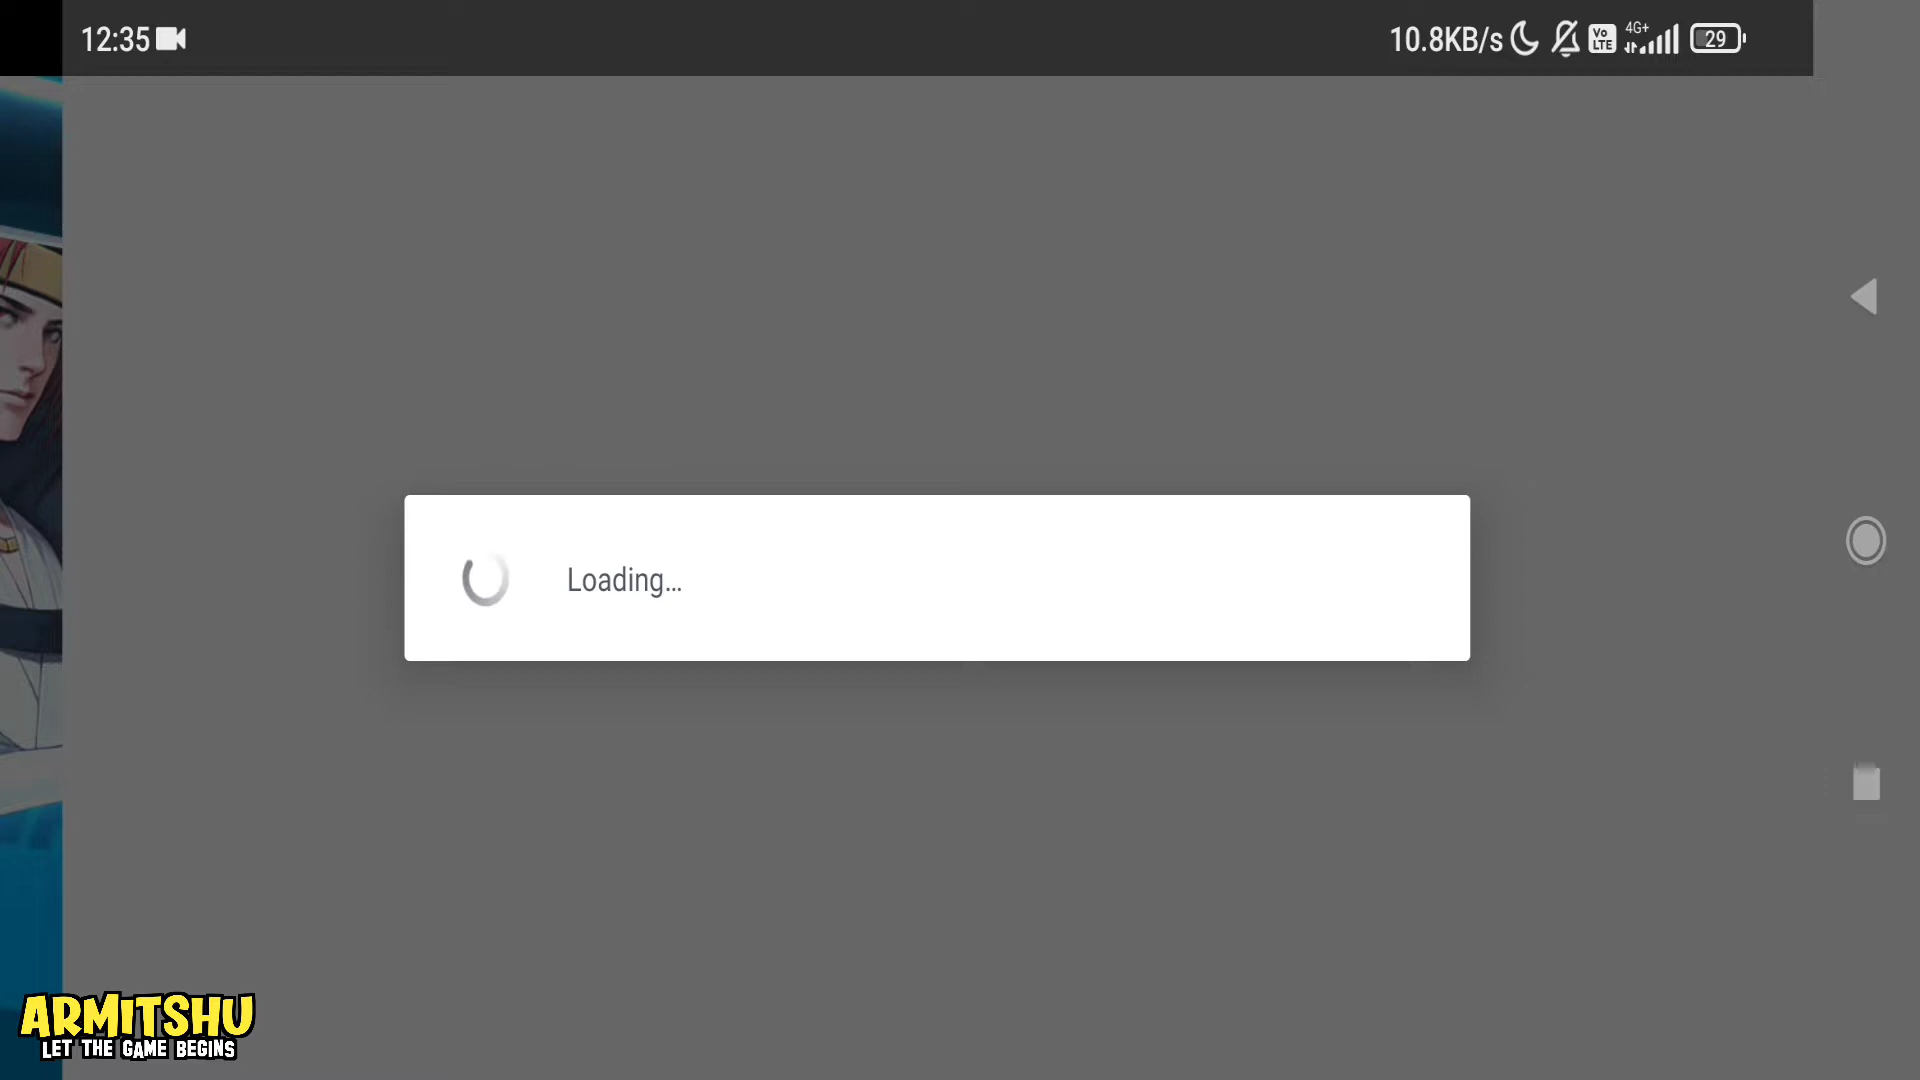 12:35 10.8KB/s Vo LTE 4G+ 29
Loading...
ARMITSHU
LET THE GAME BEGINS